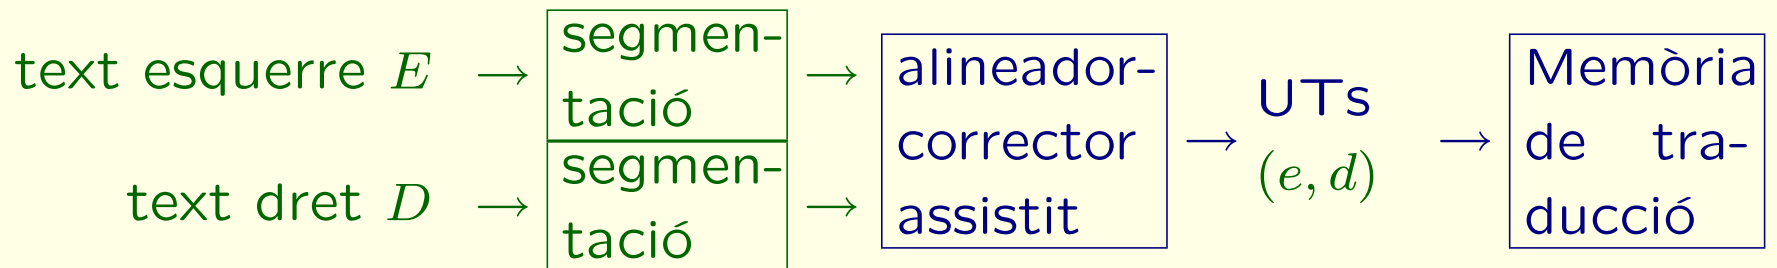 text esquerre E → segmen-
tació →
text dret D → segmen-
tació →
alineador-
corrector
assistit
→
UTs
(e, d)
→
Memòria
de tra-
ducció